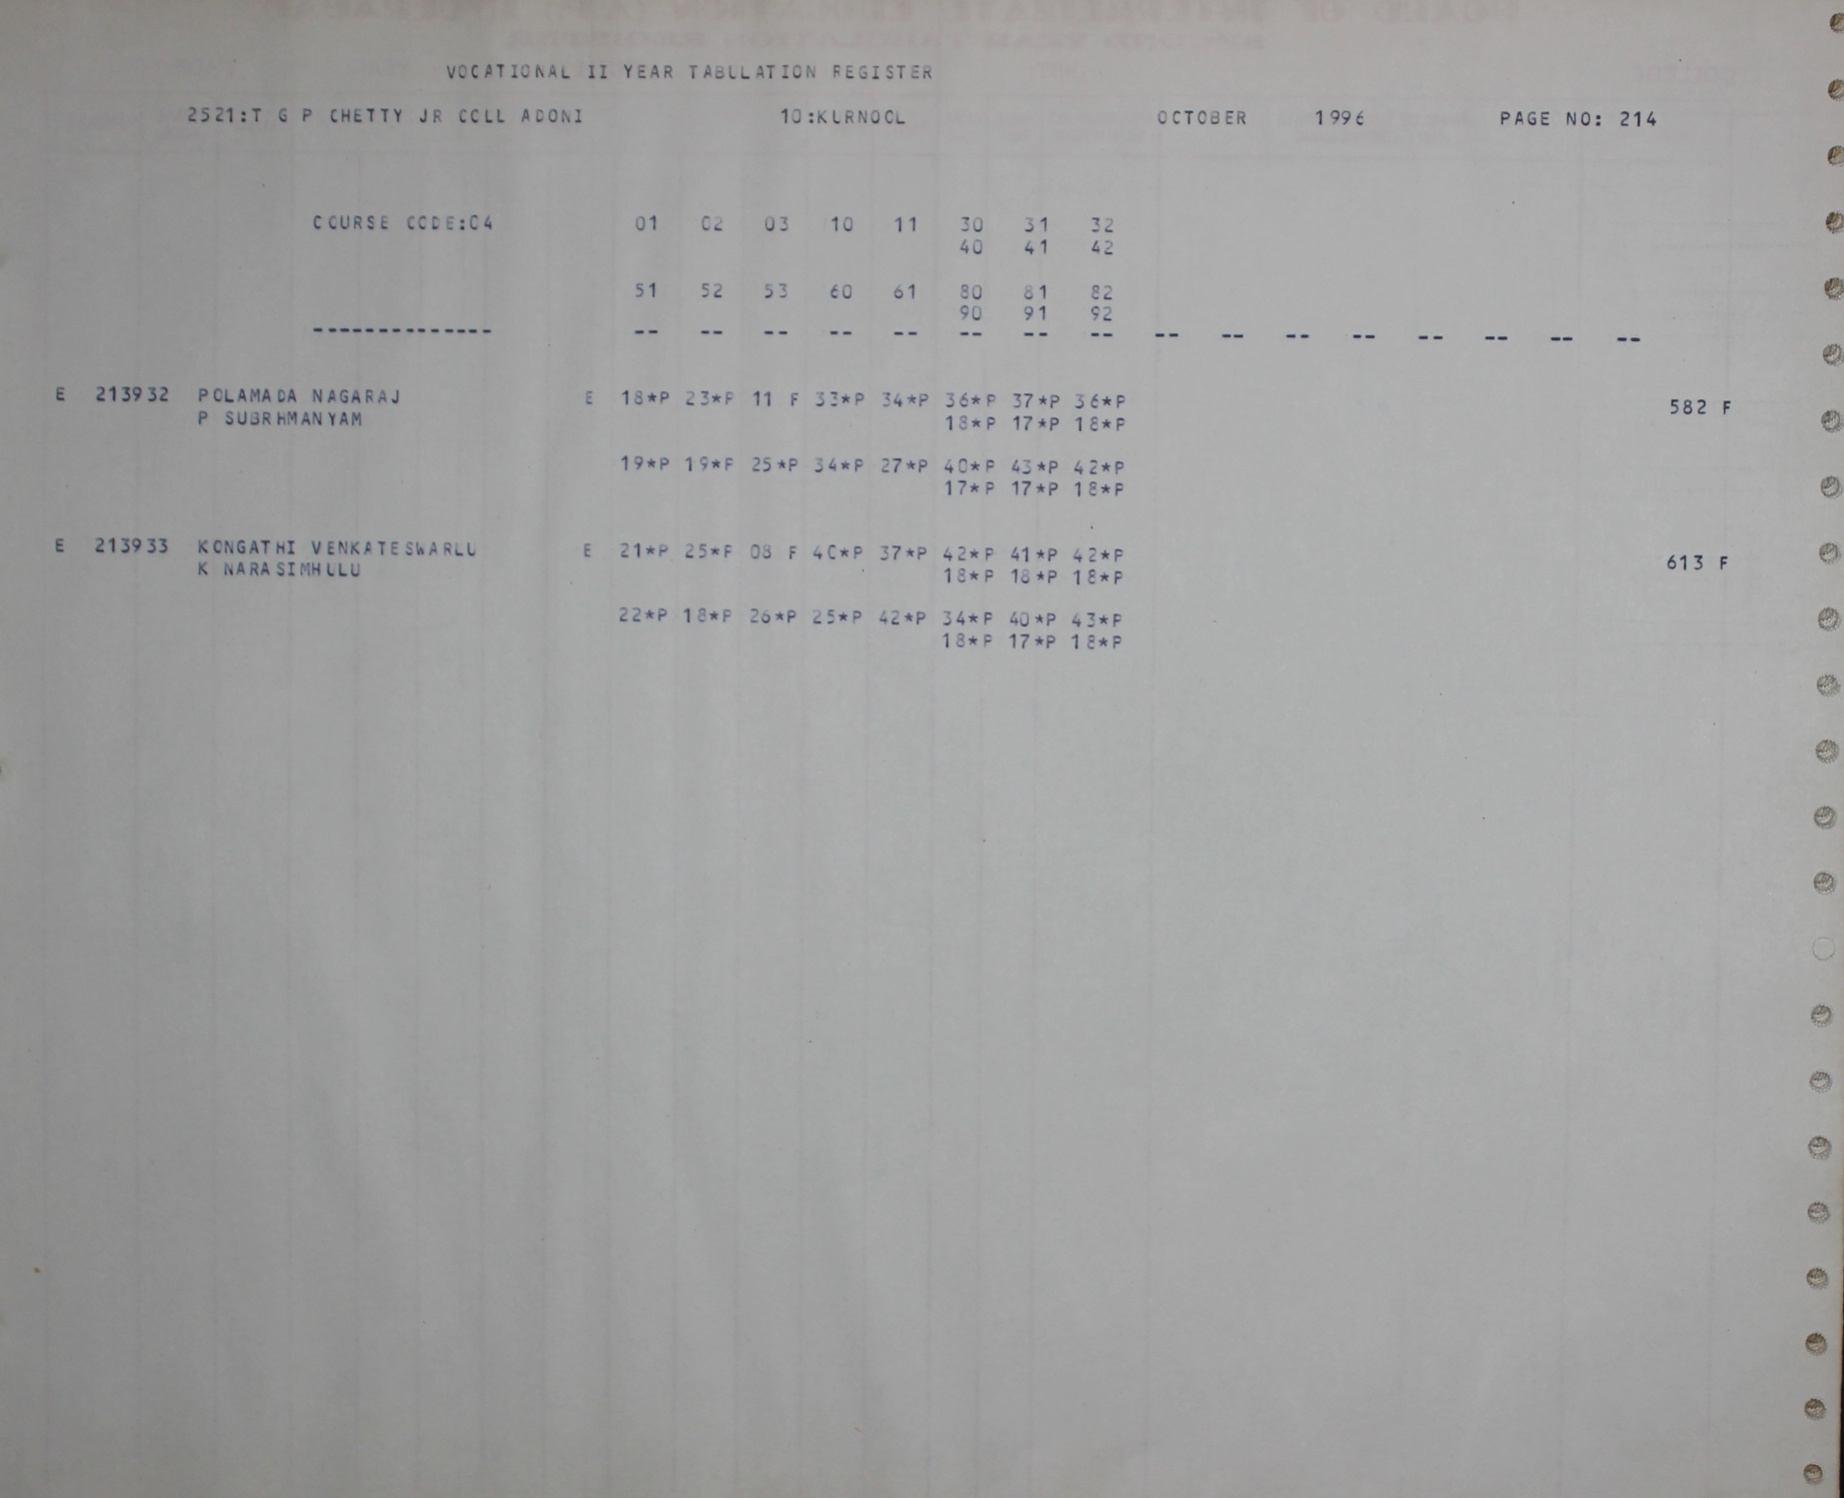 VOCATIONAL II YEAR TABULATION REGISTER
2521:T G P CHETTY JR COLL ADONI 10:KURNOOL OCTOBER 1996 PAGE NO: 214
COURSE CODE:04 01 02 03 10 11 30 31 32
40 41 42
51 52 53 60 61 80 81 82
90 91 92
-------------- -- -- -- -- -- -- -- -- -- -- -- -- -- -- -- --
E 213932 POLAMADA NAGARAJ E 18*P 23*P 11 F 33*P 34*P 36*P 37*P 36*P 582 F
P SUBRHMANYAM 18*P 17*P 18*P
19*P 19*P 25*P 34*P 27*P 40*P 43*P 42*P
17*P 17*P 18*P
E 213933 KONGATHI VENKATESWARLU E 21*P 25*P 08 F 40*P 37*P 42*P 41*P 42*P 613 F
K NARASIMHULU 18*P 18*P 18*P
22*P 18*P 26*P 25*P 42*P 34*P 40*P 43*P
18*P 17*P 18*P